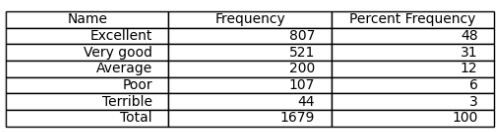 Name Frequency Percent Frequency
Excellent 807 48
Very good 521 31
Average 200 12
Poor 107 6
Terrible 44 3
Total 1679 100